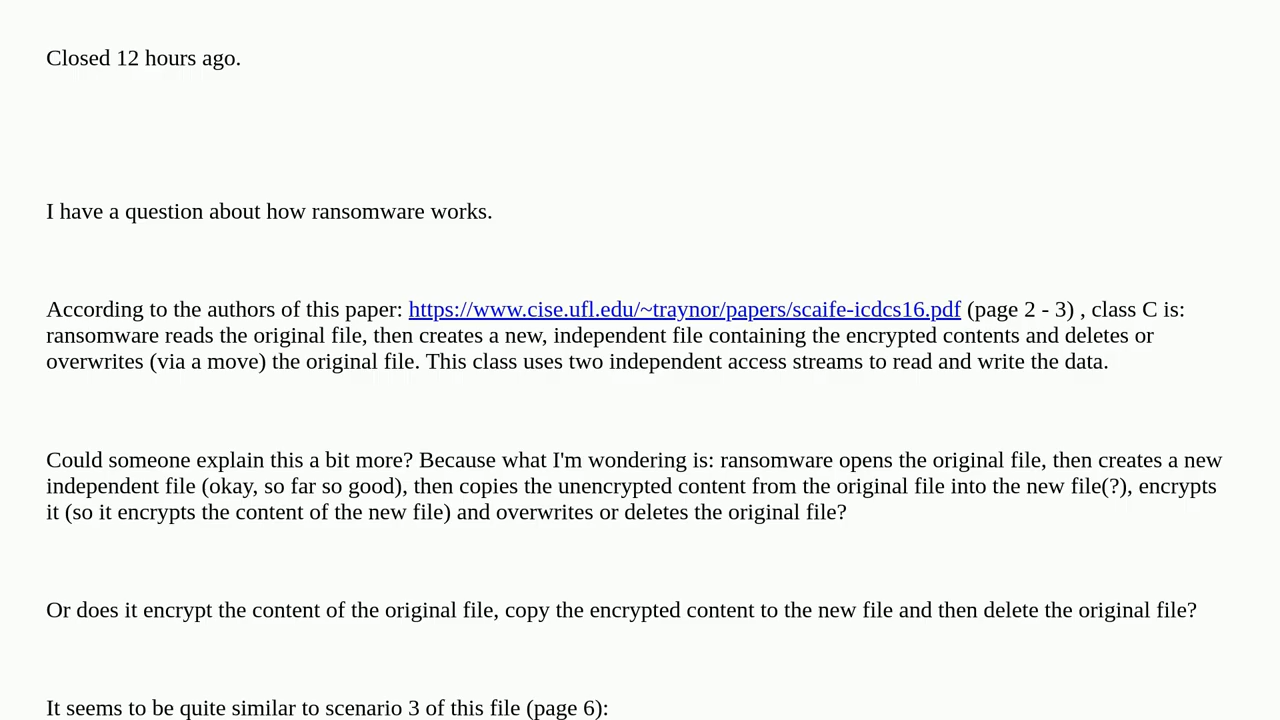 Closed 12 hours ago.
I have a question about how ransomware works.
According to the authors of this paper: https://www.cise.ufl.edu/~traynor/papers/scaife-icdcs16.pdf (page 2 - 3) , class C is:
ransomware reads the original file, then creates a new, independent file containing the encrypted contents and deletes or
overwrites (via a move) the original file. This class uses two independent access streams to read and write the data.
Could someone explain this a bit more? Because what I'm wondering is: ransomware opens the original file, then creates a new
independent file (okay, so far so good), then copies the unencrypted content from the original file into the new file(?), encrypts
it (so it encrypts the content of the new file) and overwrites or deletes the original file?
Or does it encrypt the content of the original file, copy the encrypted content to the new file and then delete the original file?
It seems to be quite similar to scenario 3 of this file (page 6):